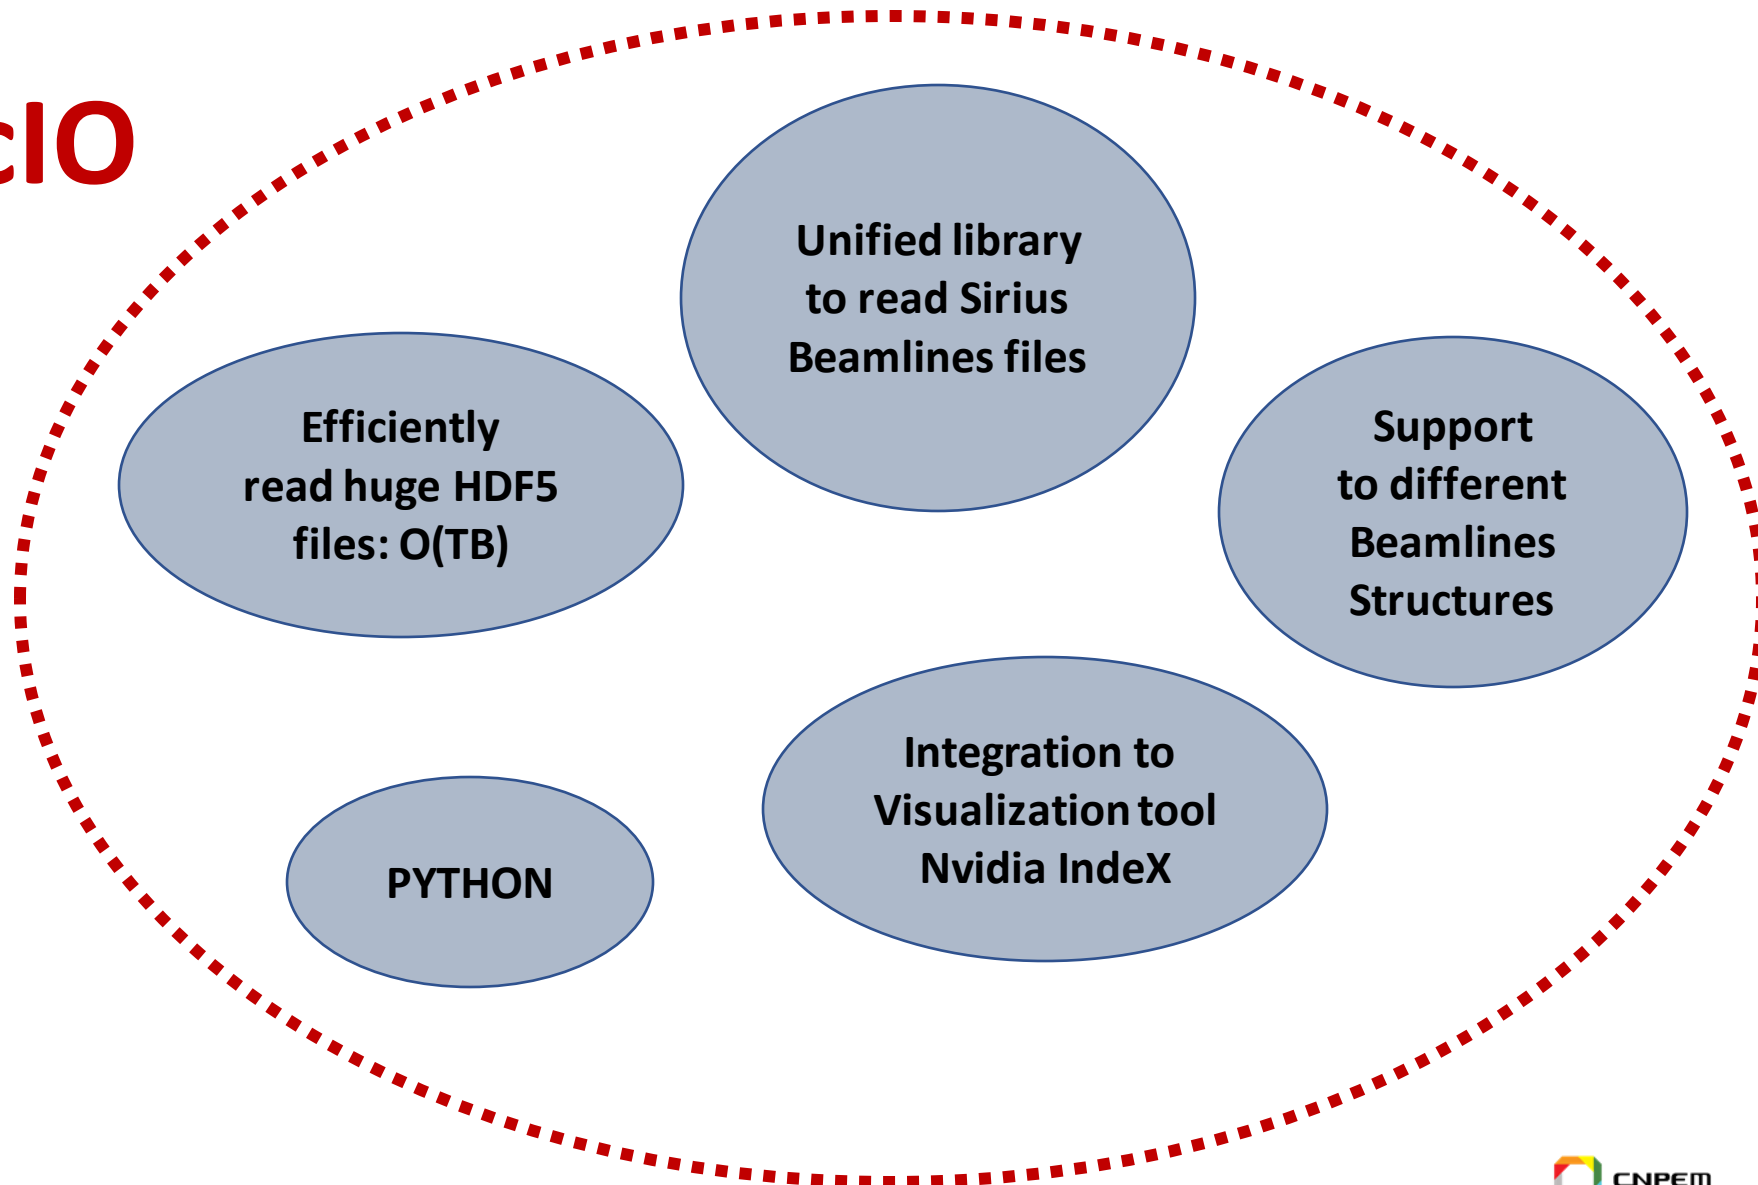 cIO
Unified library
to read Sirius
Beamlines files
Efficiently
read huge HDF5
files: O(TB)
Support
to different
Beamlines
Structures
Integration to
Visualization tool
Nvidia IndeX
PYTHON
CNPEM